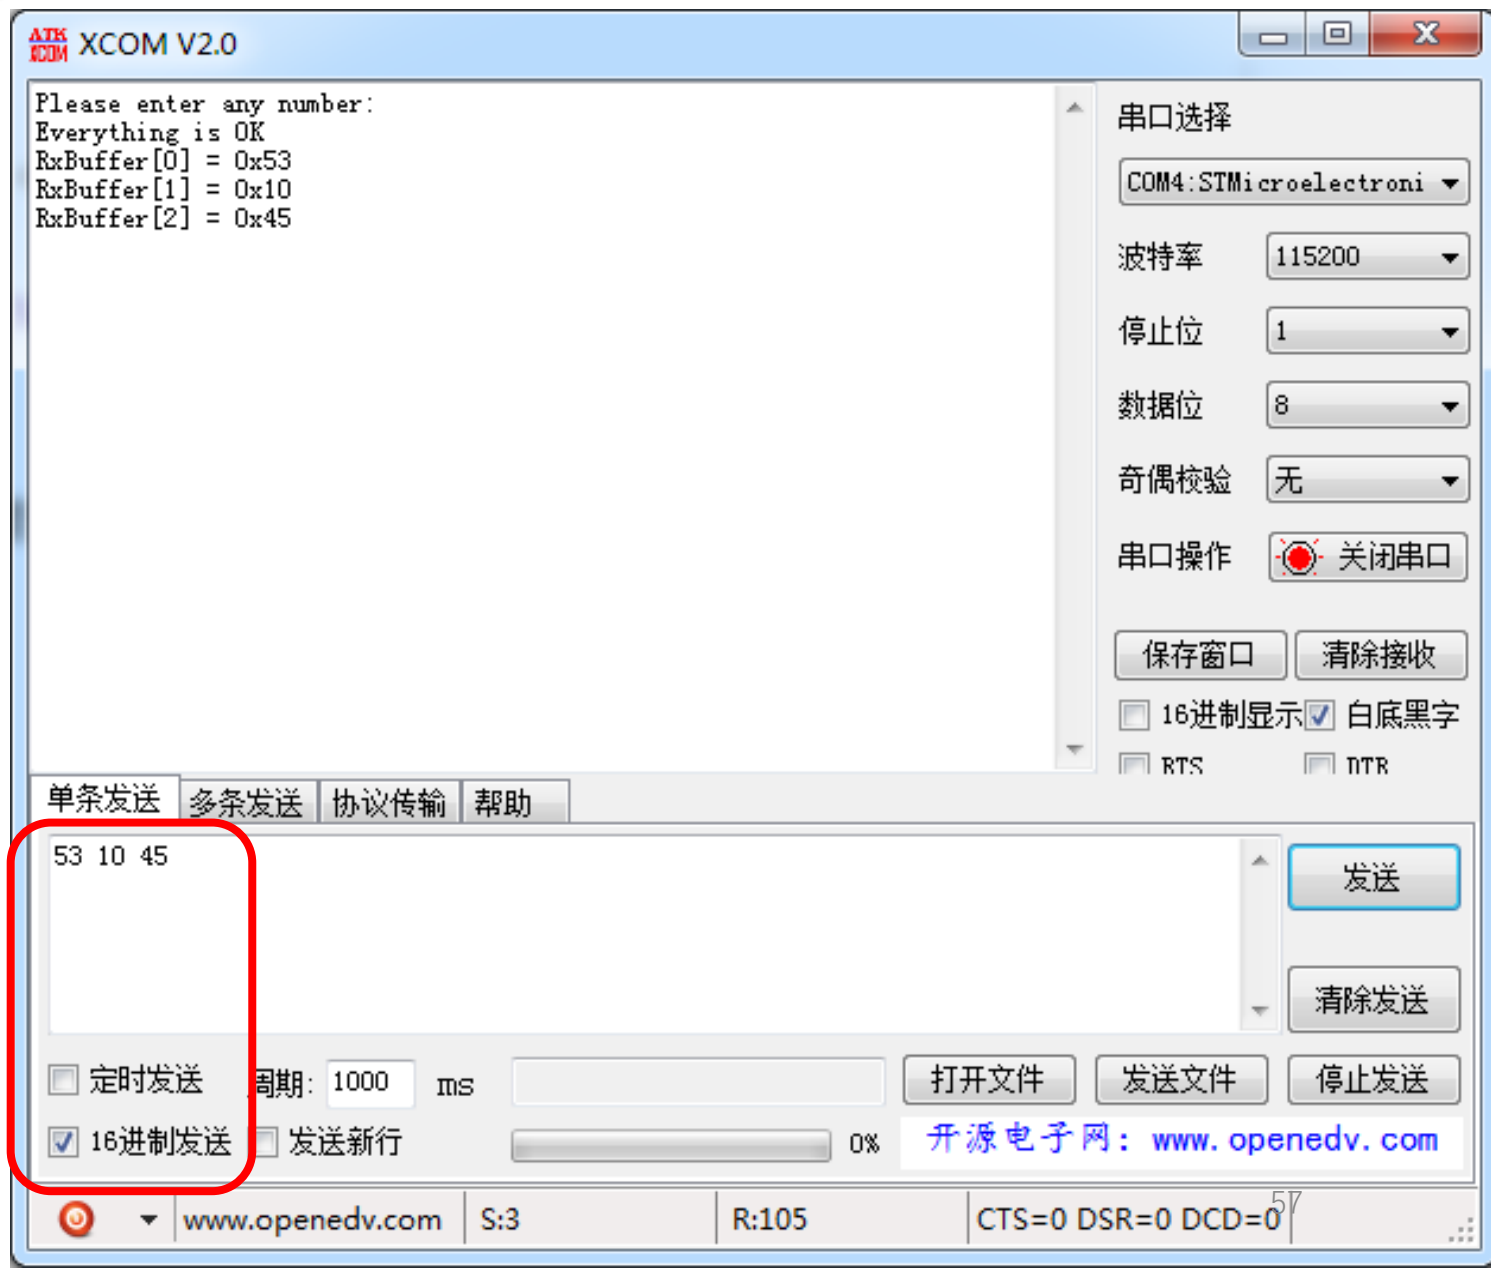 ATK
XCOM
XCOM V2.0
Please enter any number:
Everything is OK
RxBuffer[0] = 0x53
RxBuffer[1] = 0x10
RxBuffer[2] = 0x45
串口选择
COM4:STMicroelectroni
波特率
115200
停止位
1
数据位
8
奇偶校验
无
串口操作
关闭串口
保存窗口
清除接收
16进制显示
白底黑字
RTS
DTR
单条发送
多条发送
协议传输
帮助
53 10 45
发送
清除发送
定时发送
周期:
1000
ms
打开文件
发送文件
停止发送
16进制发送
发送新行
0%
开源电子网: www.openedv.com
www.openedv.com
S:3
R:105
CTS=0 DSR=0 DCD=0
57